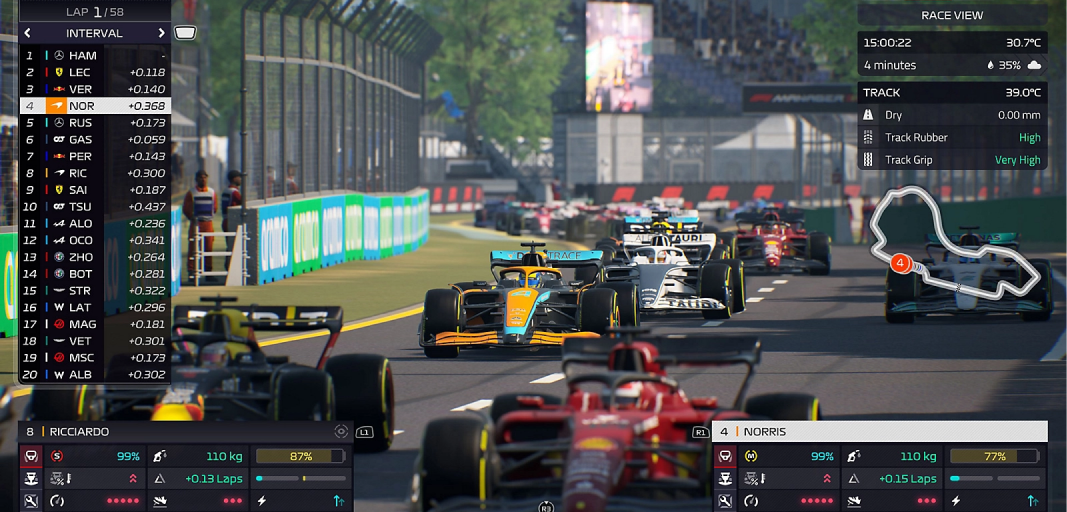 LAP 1/58
INTERVAL
1 HAM -
2 LEC +0.118
3 VER +0.140
4 NOR +0.368
5 RUS +0.173
6 GAS +0.059
7 PER +0.143
8 RIC +0.300
9 SAI +0.187
10 TSU +0.437
11 ALO +0.236
12 OCO +0.341
13 ZHO +0.264
14 BOT +0.281
15 STR +0.322
16 LAT +0.296
17 MAG +0.181
18 VET +0.301
19 MSC +0.173
20 ALB +0.302
RACE VIEW
15:00:22 30.7°C
4 minutes 35%
TRACK 39.0°C
Dry 0.00 mm
Track Rubber High
Track Grip Very High
4
MANAGER
aramco
aramco
TAURI
TAURI
8 RICCIARDO L1
S 99% 110 kg 87%
+0.13 Laps
R1 4 NORRIS
M 99% 110 kg 77%
+0.15 Laps
R3